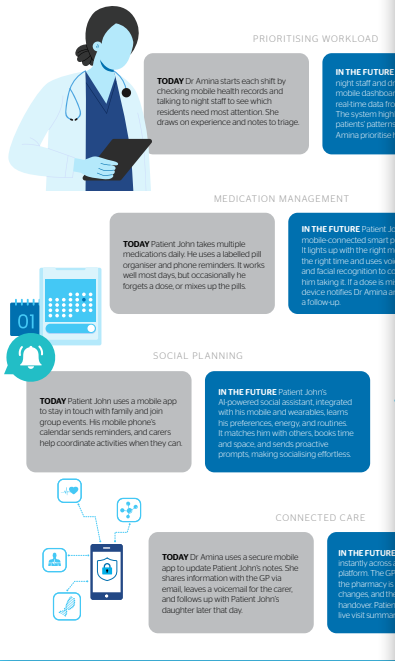 PRIORITISING WORKLOAD
TODAY Dr Amina starts each shift by
checking mobile health records and
talking to night staff to see which
residents need most attention. She
draws on experience and notes to triage.
IN THE FUTURE
night staff and
mobile dashboa
real-time data fro
The system high
patients' pattern
Amina prioritise
MEDICATION MANAGEMENT
TODAY Patient John takes multiple
medications daily. He uses a labelled pill
organiser and phone reminders. It works
well most days, but occasionally he
forgets a dose, or mixes up the pills.
IN THE FUTURE Patient Jo
mobile-connected smart p
It lights up with the right m
the right time and uses voic
and facial recognition to co
him taking it. If a dose is mi
device notifies Dr Amina a
a follow-up.
01
SOCIAL PLANNING
TODAY Patient John uses a mobile app
to stay in touch with family and join
group events. His mobile phone's
calendar sends reminders, and carers
help coordinate activities when they can.
IN THE FUTURE Patient John's
AI-powered social assistant, integrated
with his mobile and wearables, learns
his preferences, energy, and routines.
It matches him with others, books time
and space, and sends proactive
prompts, making socialising effortless.
CONNECTED CARE
TODAY Dr Amina uses a secure mobile
app to update Patient John's notes. She
shares information with the GP via
email, leaves a voicemail for the carer,
and follows up with Patient John's
daughter later that day.
IN THE FUTURE
instantly across
platform. The GP
the pharmacy is
changes, and the
handover. Patien
live visit summar